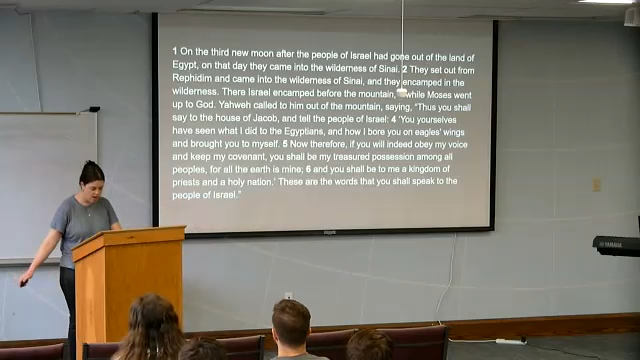 1 On the third new moon after the people of Israel had gone out of the land of
Egypt, on that day they came into the wilderness of Sinai. 2 They set out from
Rephidim and came into the wilderness of Sinai, and they encamped in the
wilderness. There Israel encamped before the mountain, while Moses went
up to God. Yahweh called to him out of the mountain, saying, "Thus you shall
say to the house of Jacob, and tell the people of Israel: 4 'You yourselves
have seen what I did to the Egyptians, and how I bore you on eagles' wings
and brought you to myself. 5 Now therefore, if you will indeed obey my voice
and keep my covenant, you shall be my treasured possession among all
peoples, for all the earth is mine; 6 and you shall be to me a kingdom of
priests and a holy nation.' These are the words that you shall speak to the
people of Israel."
YAMAHA